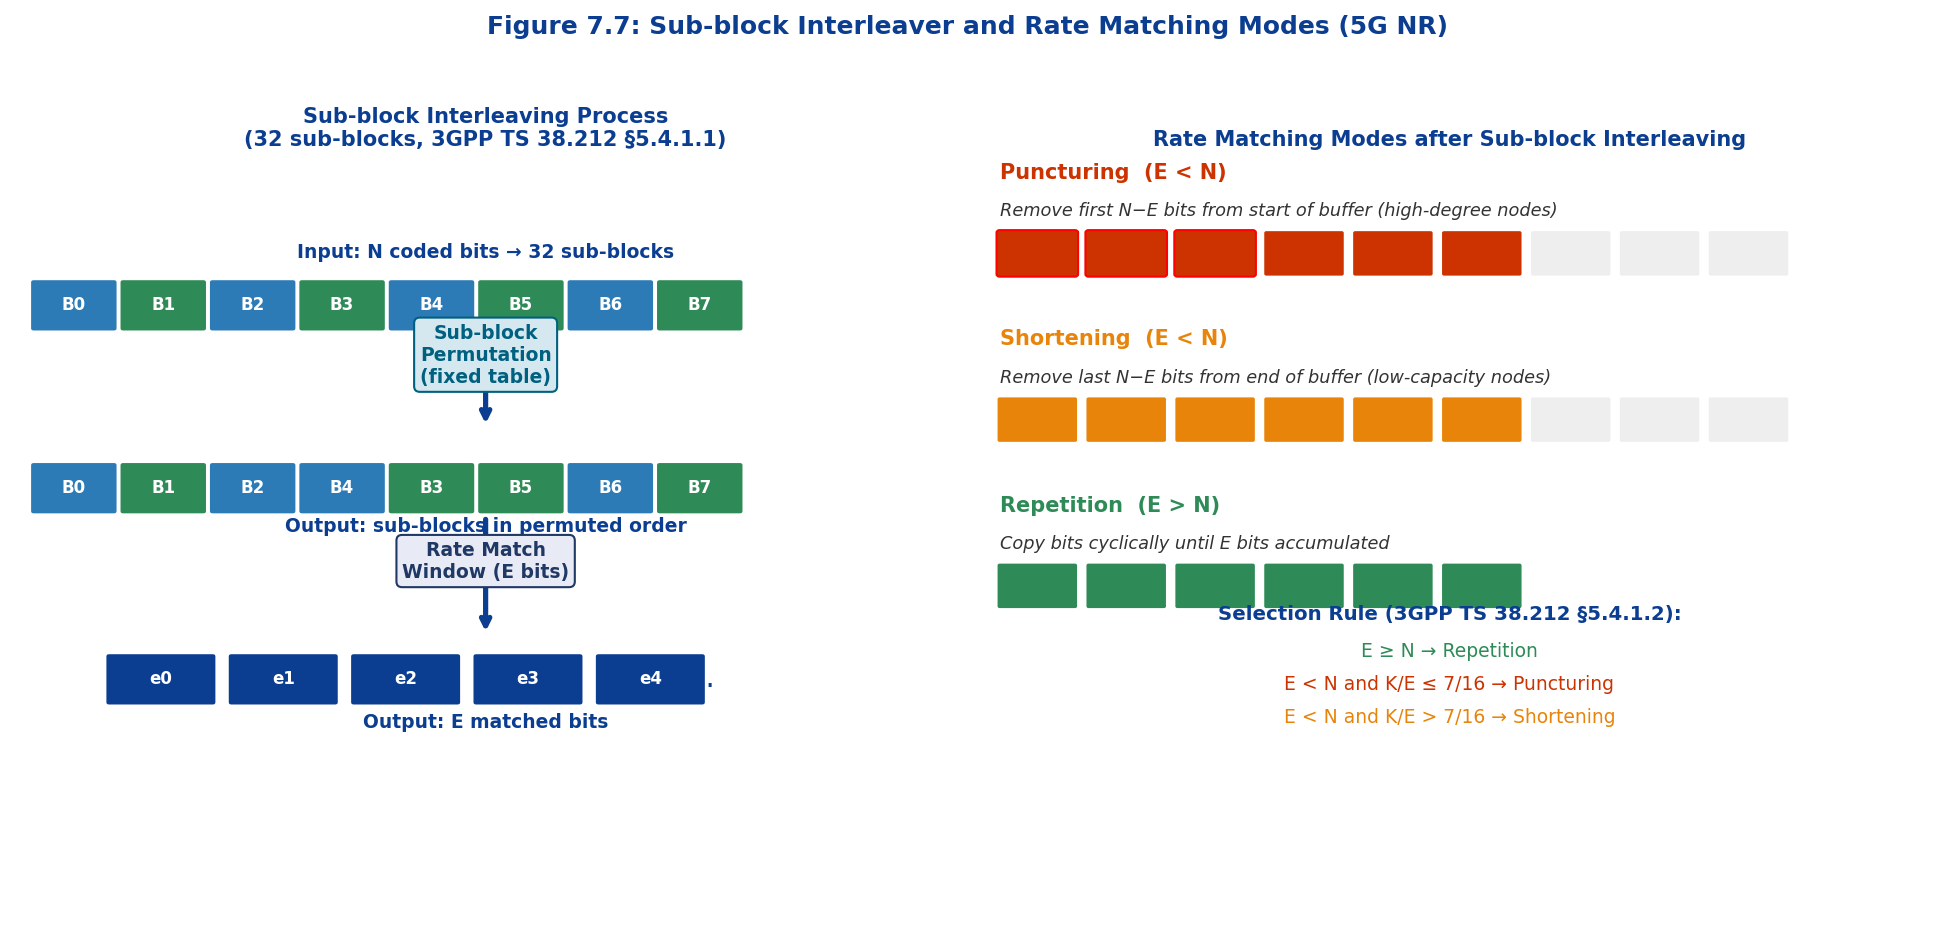 Figure 7.7: Sub-block Interleaver and Rate Matching Modes (5G NR)
Sub-block Interleaving Process
(32 sub-blocks, 3GPP TS 38.212 §5.4.1.1)
Input: N coded bits → 32 sub-blocks
B0 B1 B2 B3 B4 B5 B6 B7
Sub-block
Permutation
(fixed table)
B0 B1 B2 B4 B3 B5 B6 B7
Output: sub-blocks in permuted order
Rate Match
Window (E bits)
e0 e1 e2 e3 e4 .
Output: E matched bits
Rate Matching Modes after Sub-block Interleaving
Puncturing (E < N)
Remove first N−E bits from start of buffer (high-degree nodes)
Shortening (E < N)
Remove last N−E bits from end of buffer (low-capacity nodes)
Repetition (E > N)
Copy bits cyclically until E bits accumulated
Selection Rule (3GPP TS 38.212 §5.4.1.2):
E ≥ N → Repetition
E < N and K/E ≤ 7/16 → Puncturing
E < N and K/E > 7/16 → Shortening